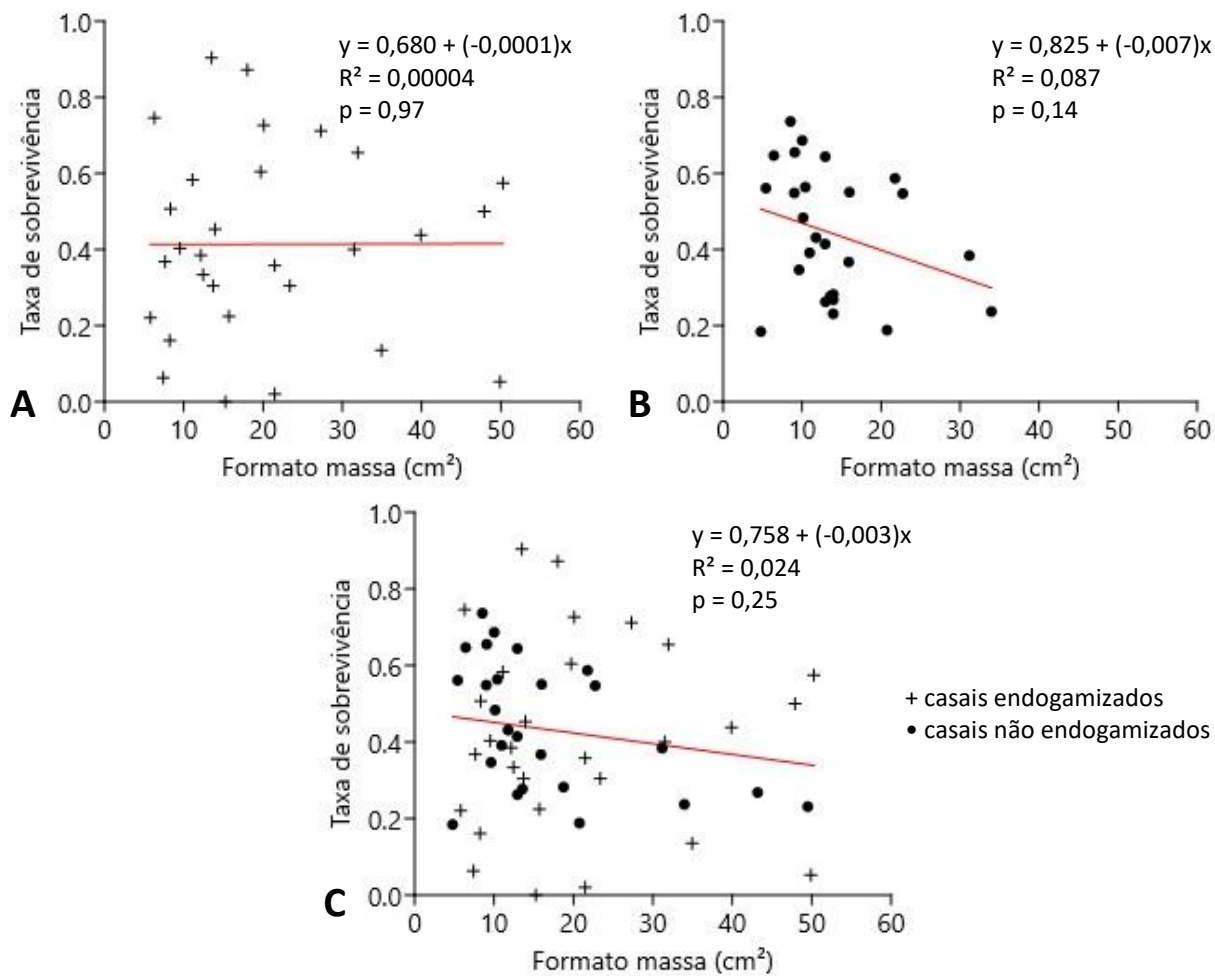 y = 0,680 + (-0,0001)x
R² = 0,00004
p = 0,97
Taxa de sobrevivência
1.0
0.8
0.6
0.4
0.2
0.0
0 10 20 30 40 50 60
Formato massa (cm²)
A
y = 0,825 + (-0,007)x
R² = 0,087
p = 0,14
Taxa de sobrevivência
1.0
0.8
0.6
0.4
0.2
0.0
0 10 20 30 40 50 60
Formato massa (cm²)
B
y = 0,758 + (-0,003)x
R² = 0,024
p = 0,25
Taxa de sobrevivência
1.0
0.8
0.6
0.4
0.2
0.0
0 10 20 30 40 50 60
Formato massa (cm²)
C
+ casais endogamizados
• casais não endogamizados